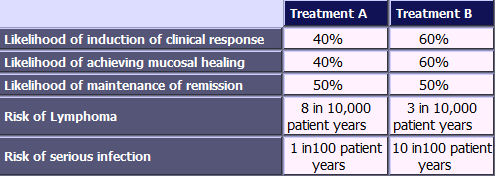 Treatment A Treatment B
Likelihood of induction of clinical response 40% 60%
Likelihood of achieving mucosal healing 40% 60%
Likelihood of maintenance of remission 50% 50%
Risk of Lymphoma 8 in 10,000 patient years 3 in 10,000 patient years
Risk of serious infection 1 in100 patient years 10 in100 patient years